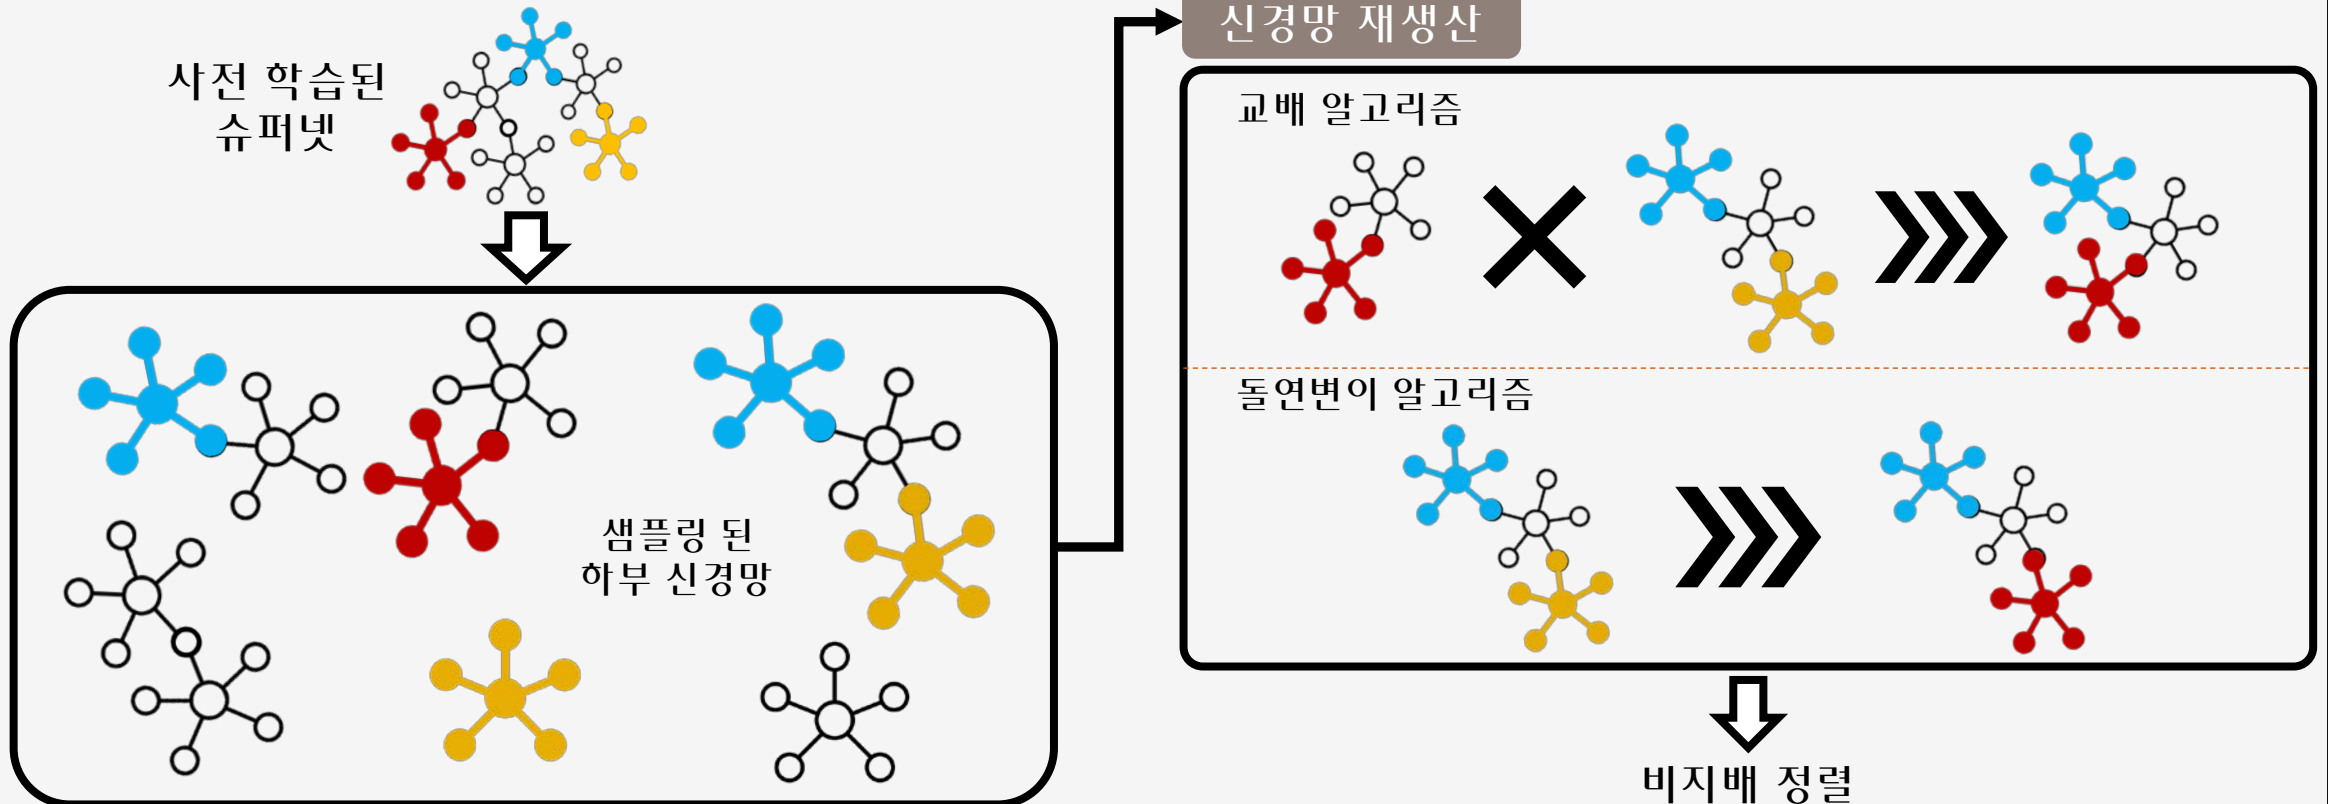 사전 학습된
슈퍼넷
샘플링 된
하부 신경망
신경망 재생산
교배 알고리즘
돌연변이 알고리즘
비지배 정렬